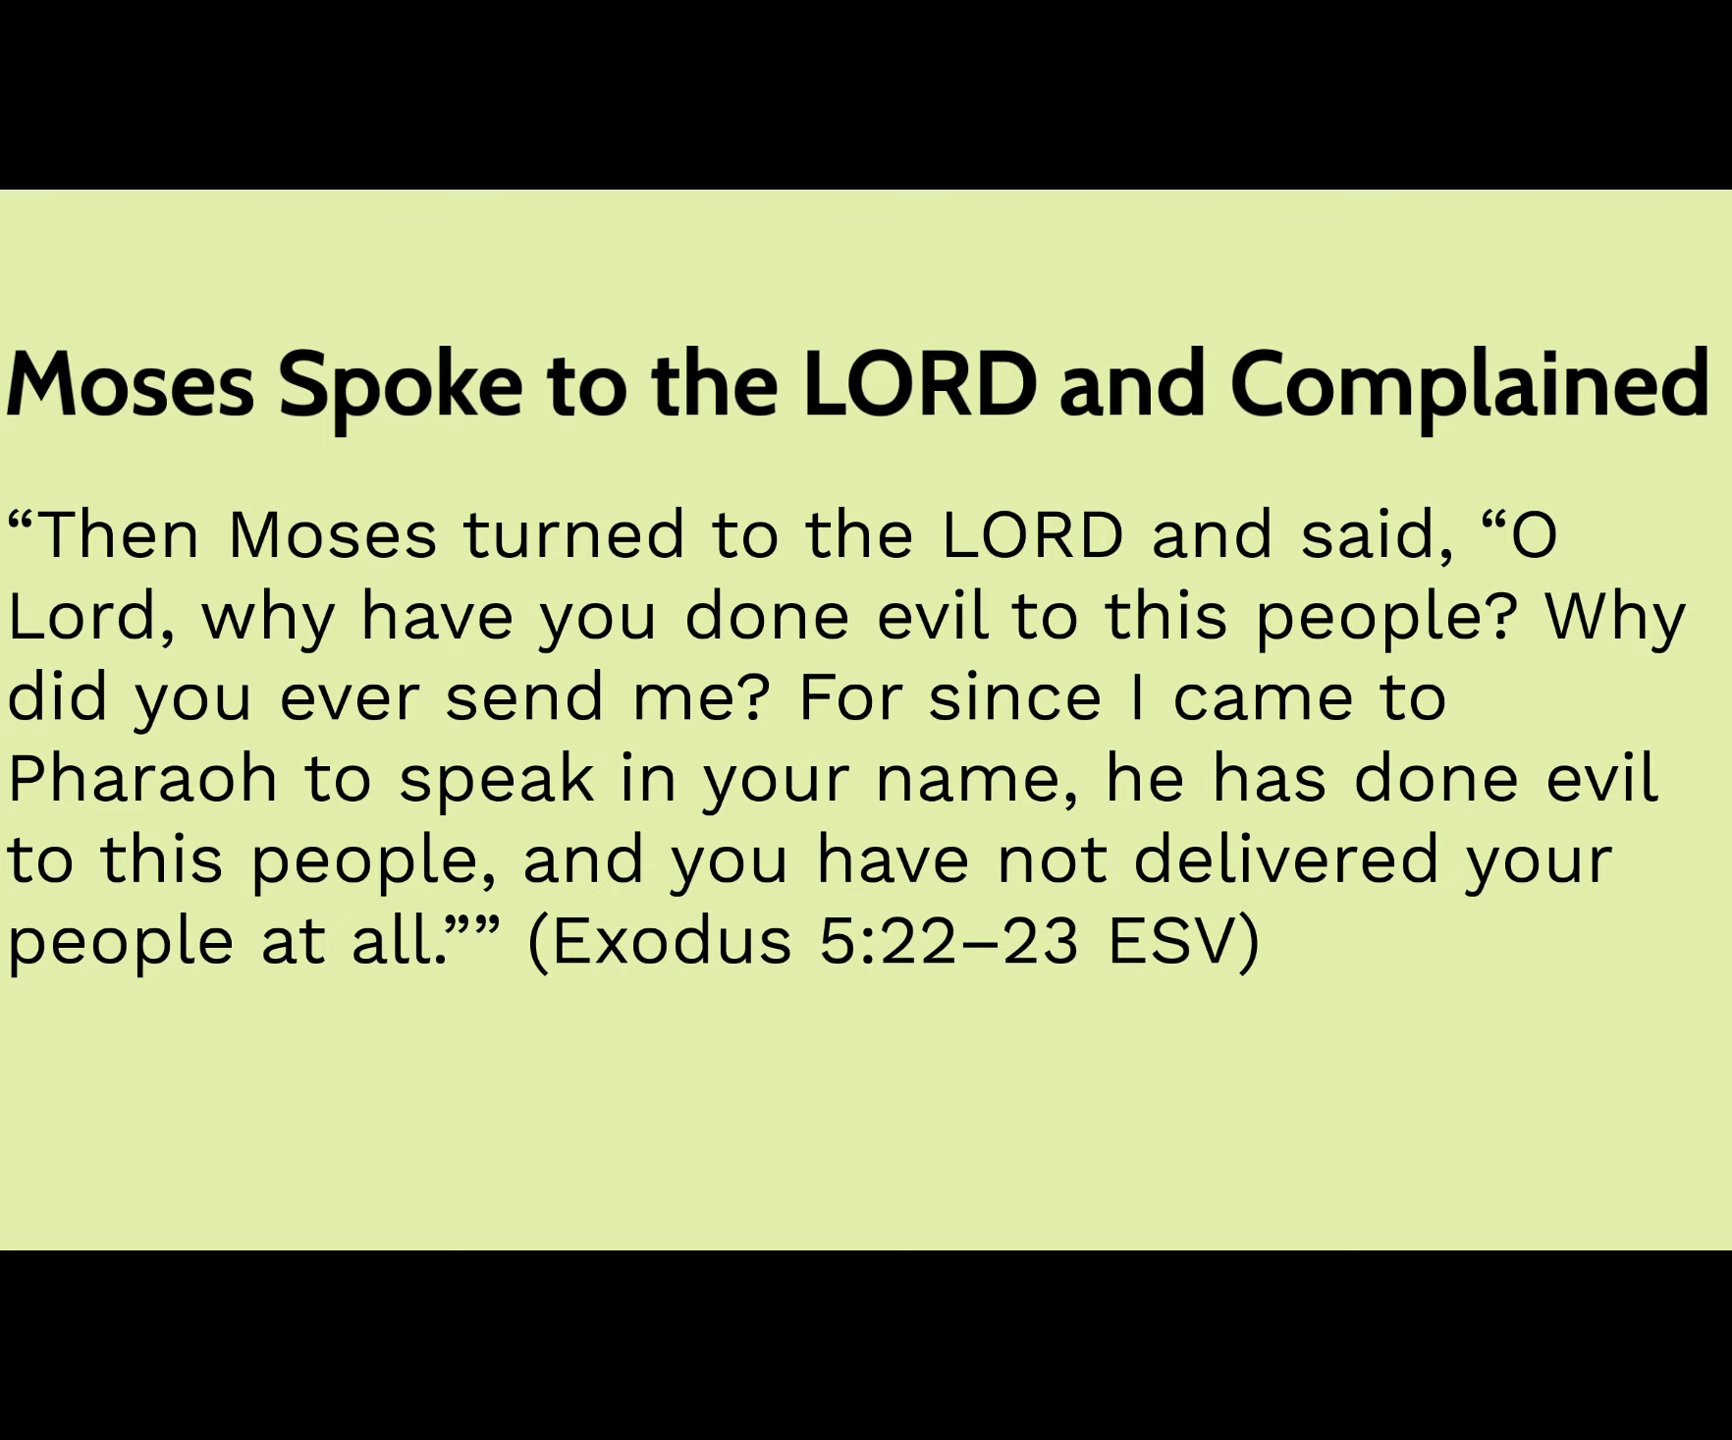 Moses Spoke to the LORD and Complained
“Then Moses turned to the LORD and said, “O
Lord, why have you done evil to this people? Why
did you ever send me? For since I came to
Pharaoh to speak in your name, he has done evil
to this people, and you have not delivered your
people at all.”” (Exodus 5:22–23 ESV)